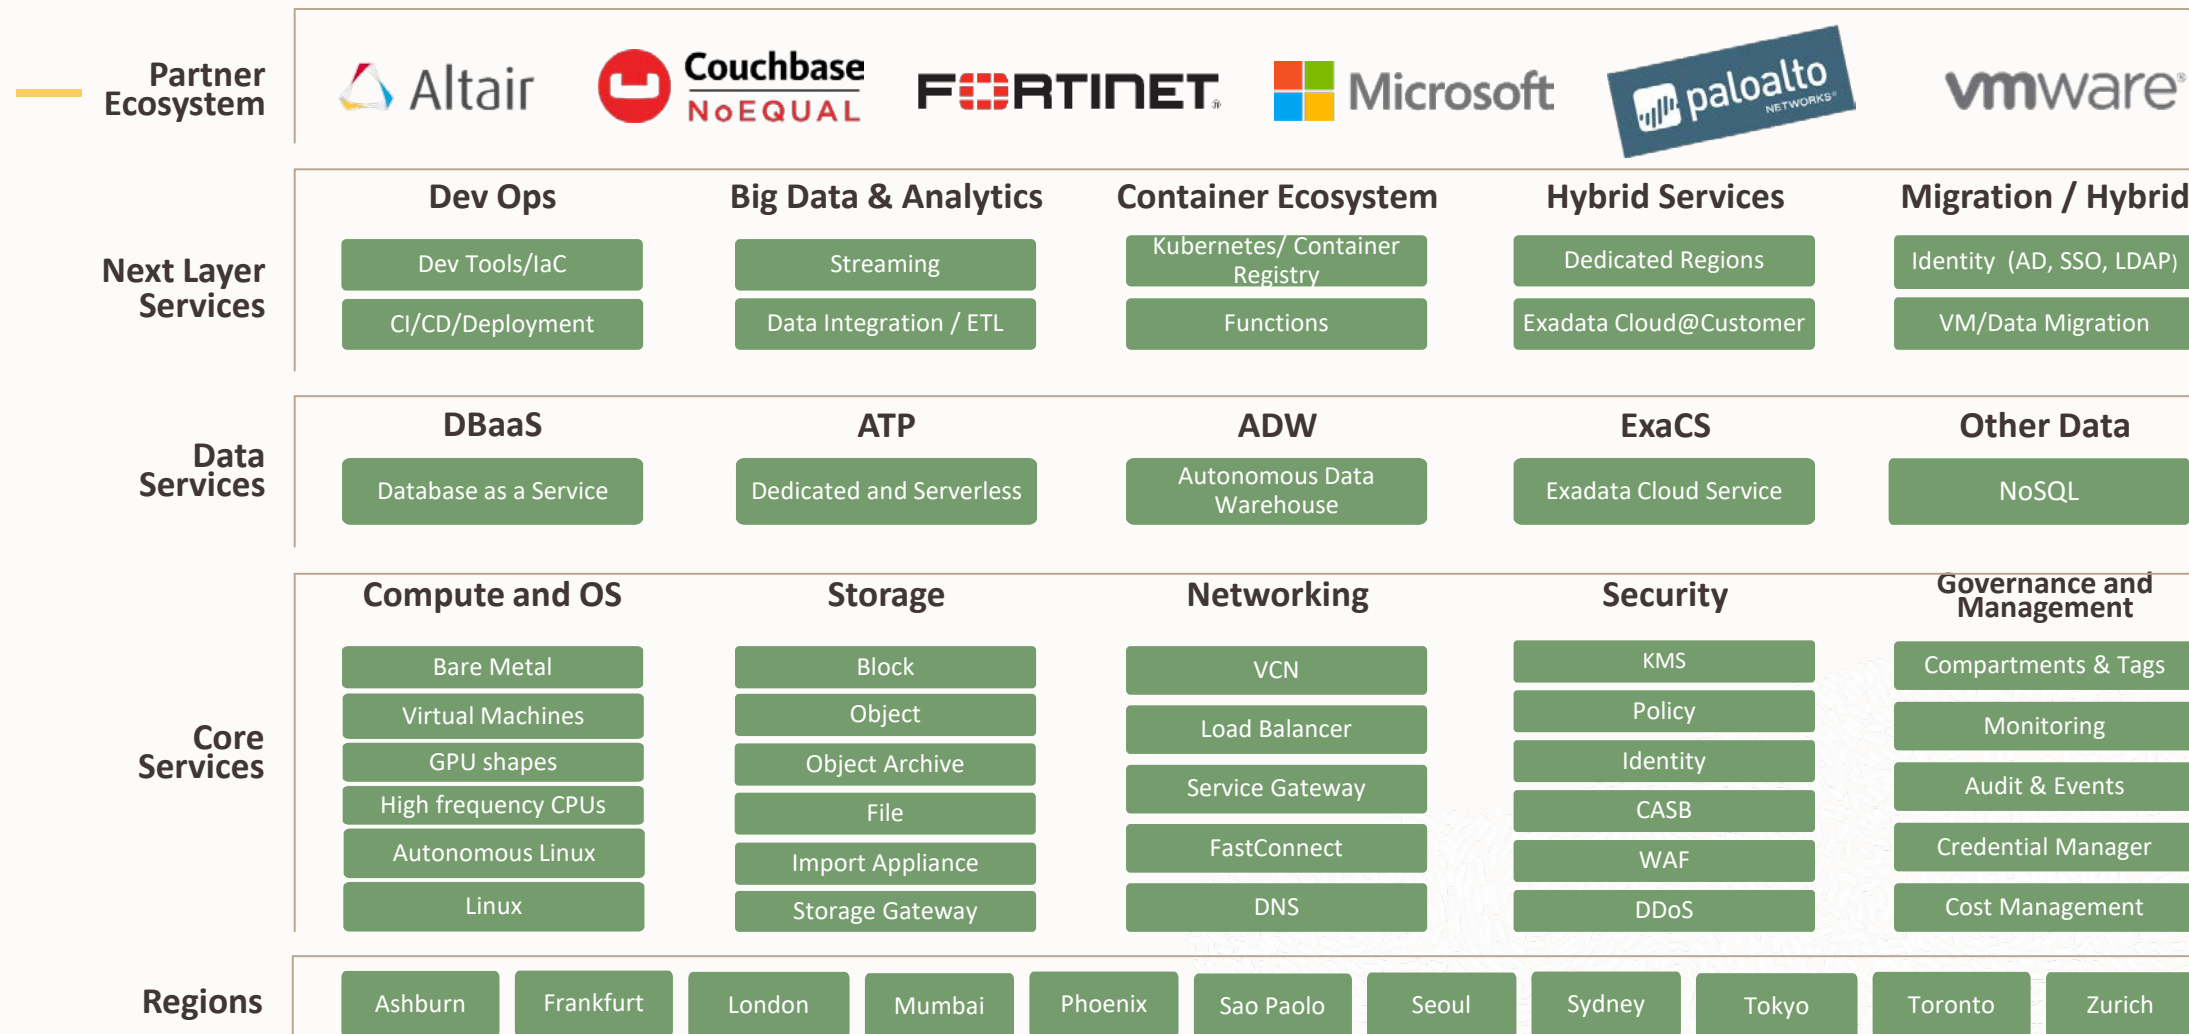 Partner
Ecosystem
Altair
Couchbase
NoEQUAL
FORTINET®
Microsoft
paloalto
NETWORKS®
vmware®
Next Layer
Services
Dev Ops
Dev Tools/IaC
CI/CD/Deployment
Big Data & Analytics
Streaming
Data Integration / ETL
Container Ecosystem
Kubernetes/ Container
Registry
Functions
Hybrid Services
Dedicated Regions
Exadata Cloud@Customer
Migration / Hybrid
Identity (AD, SSO, LDAP)
VM/Data Migration
Data
Services
DBaaS
Database as a Service
ATP
Dedicated and Serverless
ADW
Autonomous Data
Warehouse
ExaCS
Exadata Cloud Service
Other Data
NoSQL
Core
Services
Compute and OS
Bare Metal
Virtual Machines
GPU shapes
High frequency CPUs
Autonomous Linux
Linux
Storage
Block
Object
Object Archive
File
Import Appliance
Storage Gateway
Networking
VCN
Load Balancer
Service Gateway
FastConnect
DNS
Security
KMS
Policy
Identity
CASB
WAF
DDoS
Governance and
Management
Compartments & Tags
Monitoring
Audit & Events
Credential Manager
Cost Management
Regions
Ashburn
Frankfurt
London
Mumbai
Phoenix
Sao Paolo
Seoul
Sydney
Tokyo
Toronto
Zurich